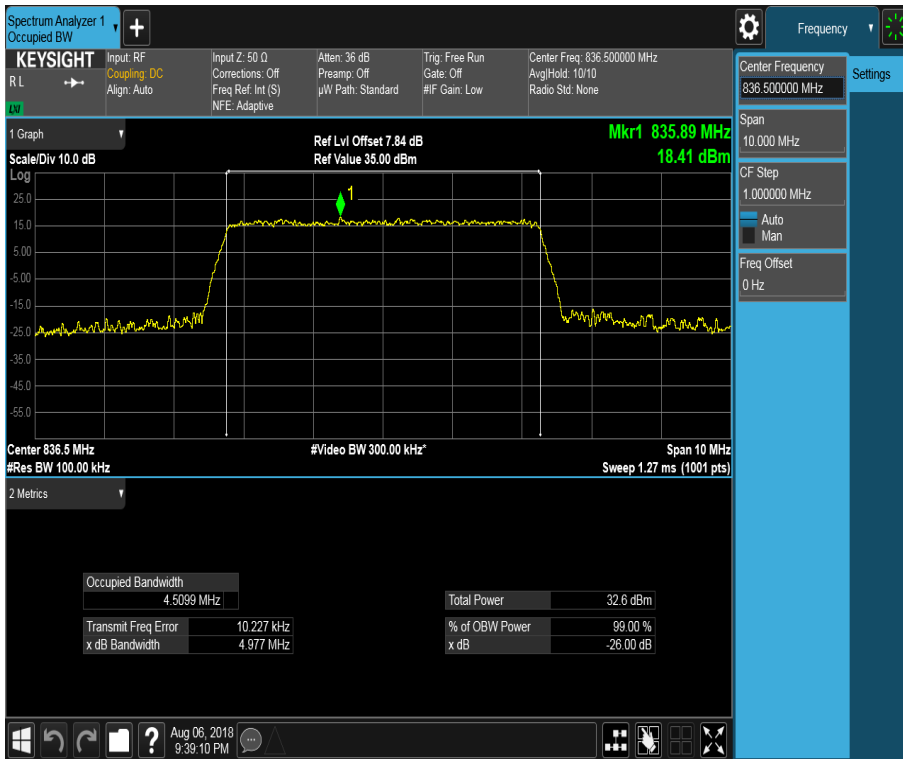 Spectrum Analyzer 1
Occupied BW
Frequency
KEYSIGHT
R L
LXI
Input: RF
Coupling: DC
Align: Auto
Input Z: 50 Ω
Corrections: Off
Freq Ref: Int (S)
NFE: Adaptive
Atten: 36 dB
Preamp: Off
µW Path: Standard
Trig: Free Run
Gate: Off
#IF Gain: Low
Center Freq: 836.500000 MHz
Avg|Hold: 10/10
Radio Std: None
Center Frequency
836.500000 MHz
Settings
Span
10.000 MHz
CF Step
1.000000 MHz
Auto
Man
Freq Offset
0 Hz
1 Graph
Scale/Div 10.0 dB
Ref Lvl Offset 7.84 dB
Ref Value 35.00 dBm
Mkr1 835.89 MHz
18.41 dBm
Log
25.0
15.0
5.00
-5.00
-15.0
-25.0
-35.0
-45.0
-55.0
1
Center 836.5 MHz
#Video BW 300.00 kHz*
Span 10 MHz
#Res BW 100.00 kHz
Sweep 1.27 ms (1001 pts)
2 Metrics
Occupied Bandwidth
4.5099 MHz
Total Power 32.6 dBm
Transmit Freq Error 10.227 kHz
% of OBW Power 99.00 %
x dB Bandwidth 4.977 MHz
x dB -26.00 dB
Aug 06, 2018
9:39:10 PM